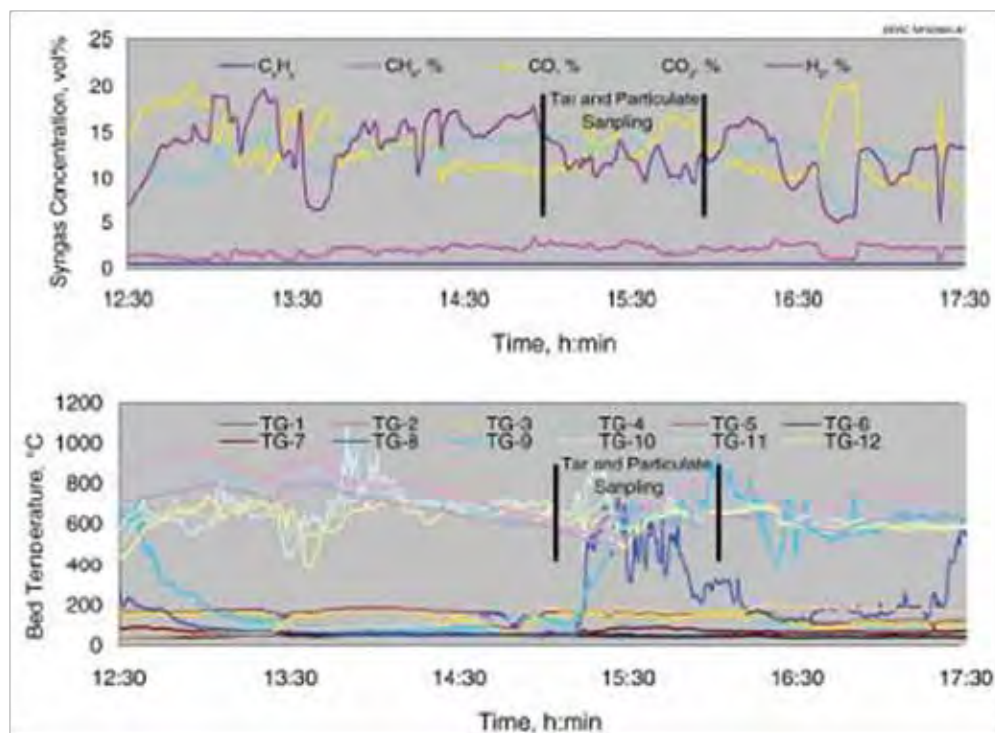 25
20
15
10
5
0
Syngas Concentration, vol%
CH₄, %
CO, %
CO₂, %
H₂, %
Tar and Particulate
Sampling
12:30
13:30
14:30
15:30
16:30
17:30
Time, h:min
1200
1000
800
600
400
200
0
Bed Temperature, °C
TG-1
TG-2
TG-3
TG-4
TG-5
TG-6
TG-7
TG-8
TG-9
TG-10
TG-11
TG-12
Tar and Particulate
Sampling
12:30
13:30
14:30
15:30
16:30
17:30
Time, h:min